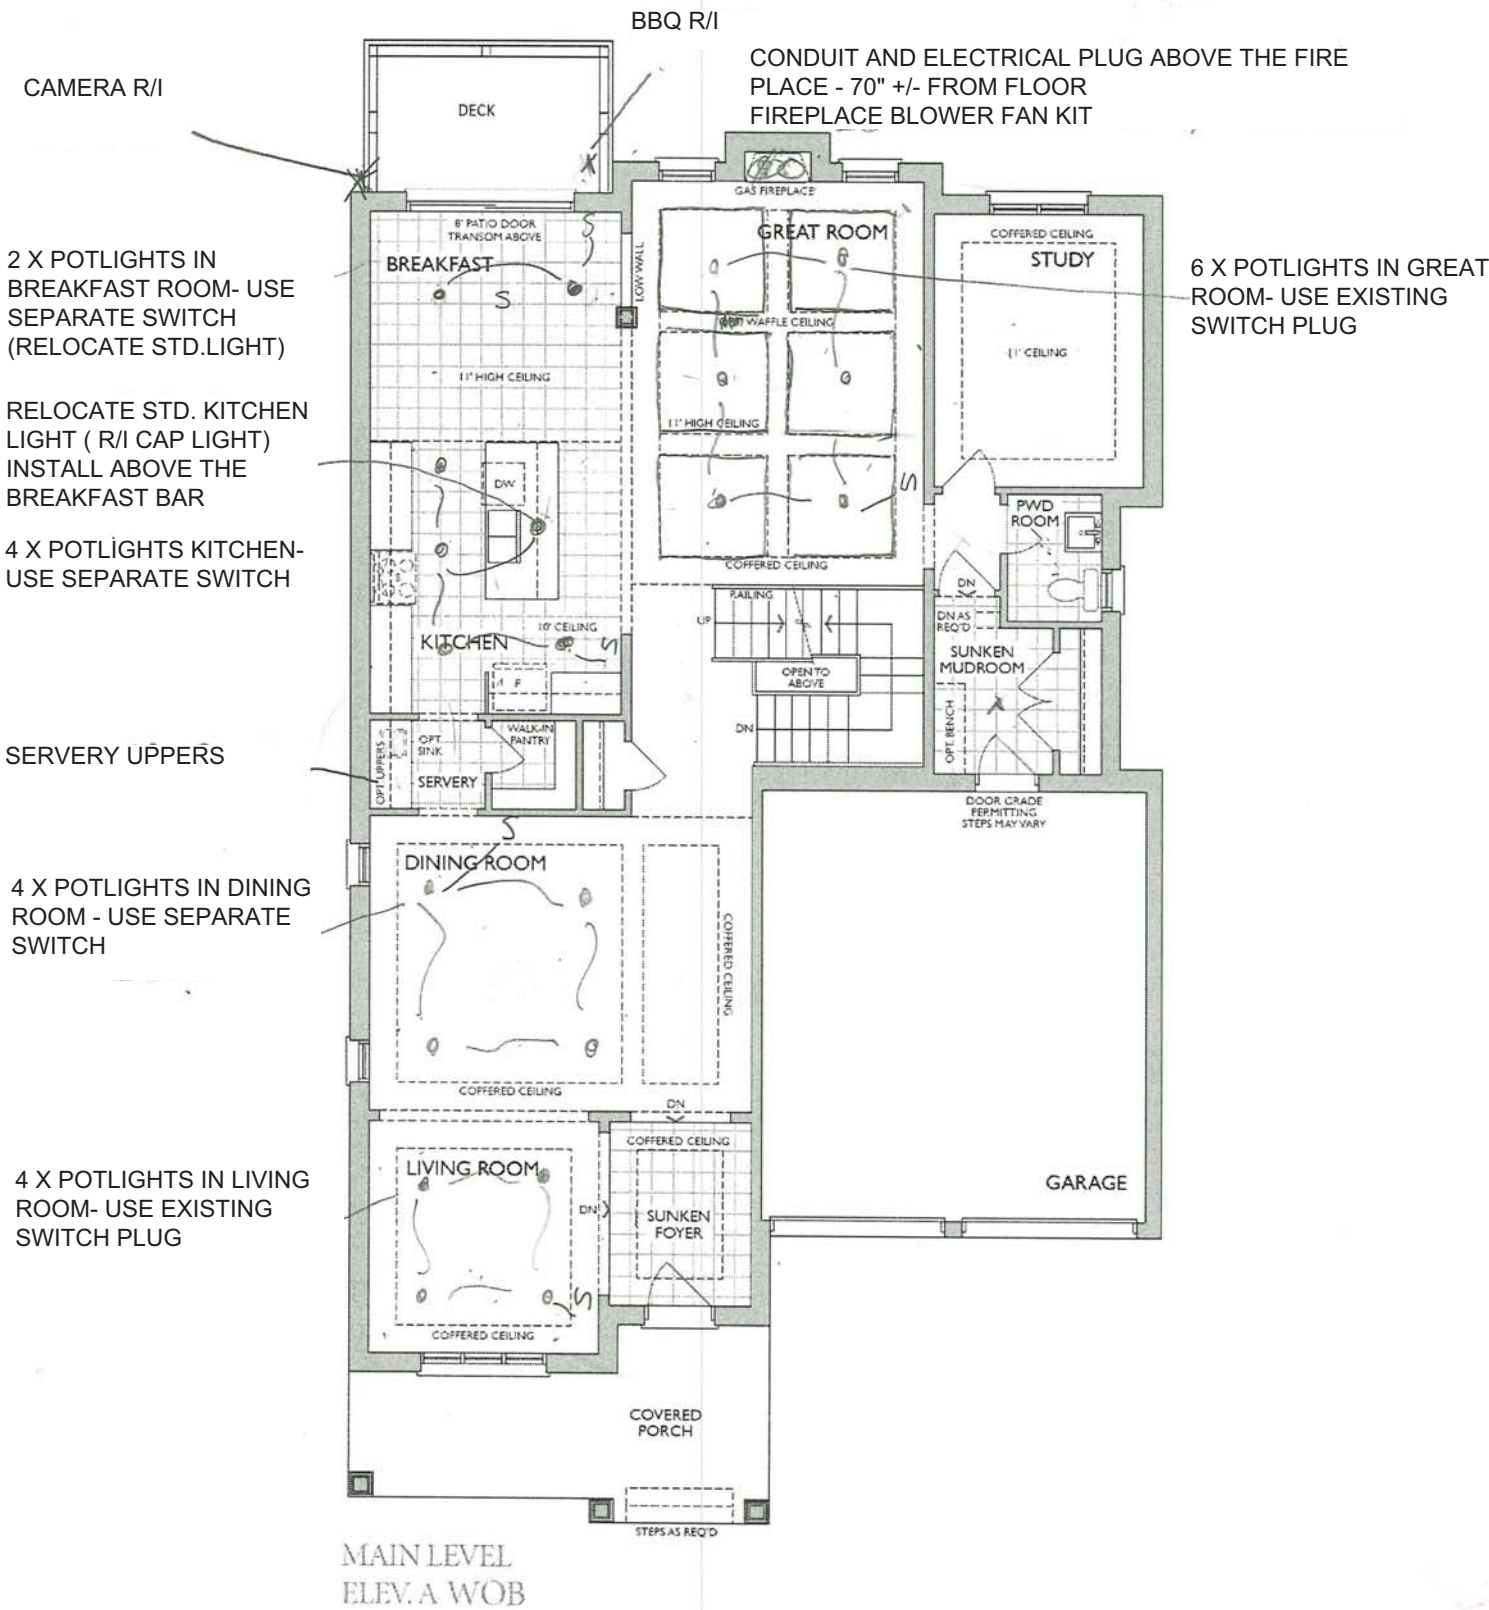 BBQ R/I
CAMERA R/I
CONDUIT AND ELECTRICAL PLUG ABOVE THE FIRE
PLACE - 70" +/- FROM FLOOR
FIREPLACE BLOWER FAN KIT
DECK
GAS FIREPLACE
8' PATIO DOOR
TRANSOM ABOVE
S
BREAKFAST
S
LOW WALL
GREAT ROOM
COFFERED CEILING
STUDY
2 X POTLIGHTS IN
BREAKFAST ROOM- USE
SEPARATE SWITCH
(RELOCATE STD.LIGHT)
6 X POTLIGHTS IN GREAT
ROOM- USE EXISTING
SWITCH PLUG
WAFFLE CEILING
11' CEILING
11' HIGH CEILING
11' HIGH CEILING
RELOCATE STD. KITCHEN
LIGHT ( R/I CAP LIGHT)
INSTALL ABOVE THE
BREAKFAST BAR
DW
S
PWD
ROOM
4 X POTLIGHTS KITCHEN-
USE SEPARATE SWITCH
COFFERED CEILING
DN
RAILING
UP
DN AS
REQ'D
10' CEILING
KITCHEN
S
SUNKEN
MUDROOM
OPEN TO
ABOVE
F
OPT. BENCH
DN
WALK-IN
PANTRY
OPT.
SINK
OPT UPPERS
SERVERY
SERVERY UPPERS
DOOR GRADE
PERMITTING
STEPS MAY VARY
S
DINING ROOM
4 X POTLIGHTS IN DINING
ROOM - USE SEPARATE
SWITCH
COFFERED CEILING
COFFERED CEILING
DN
COFFERED CEILING
4 X POTLIGHTS IN LIVING
ROOM- USE EXISTING
SWITCH PLUG
LIVING ROOM
DN
SUNKEN
FOYER
GARAGE
S
COFFERED CEILING
COVERED
PORCH
STEPS AS REQ'D
MAIN LEVEL
ELEV. A WOB